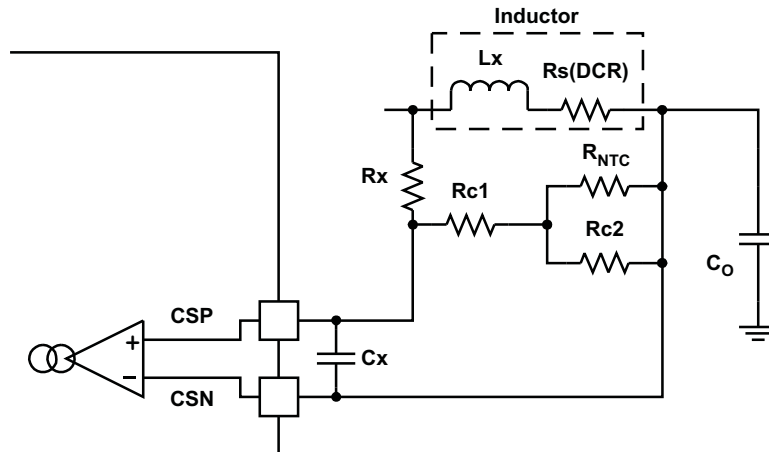 Inductor
Lx
Rs(DCR)
RNTC
Rx
Rc1
Rc2
CO
CSP
+
Cx
−
CSN